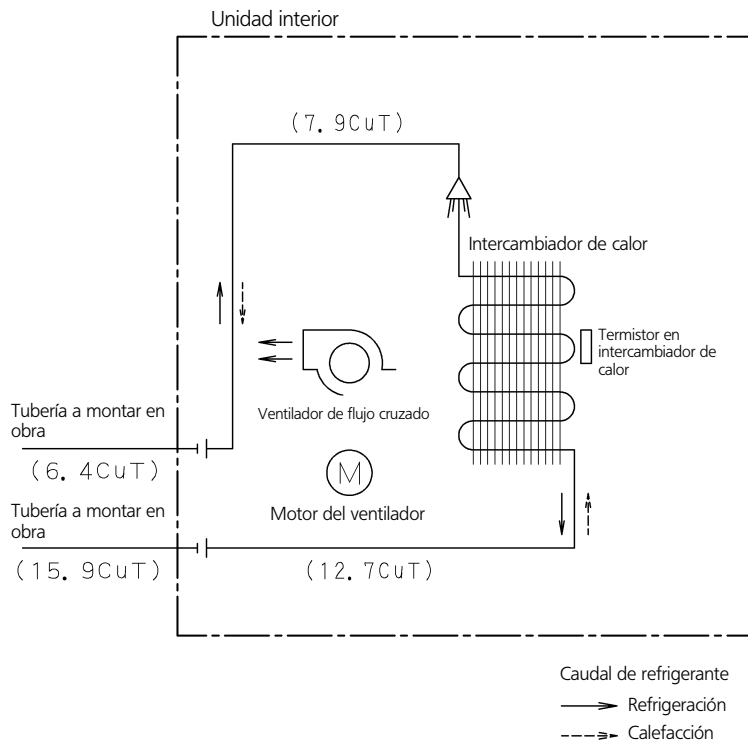 Unidad interior
(7.9CuT)
Intercambiador de calor
Termistor en
intercambiador de
calor
Ventilador de flujo cruzado
Tubería a montar en
obra
(6.4CuT)
M
Motor del ventilador
Tubería a montar en
obra
(15.9CuT)
(12.7CuT)
Caudal de refrigerante
Refrigeración
Calefacción